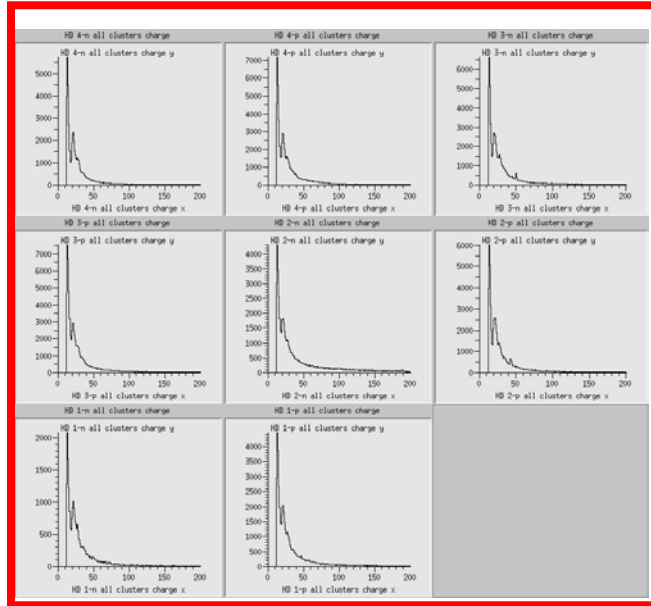 HD 4-n all clusters charge
HD 4-p all clusters charge
HD 3-n all clusters charge
HD 4-n all clusters charge y
5000
4000
3000
2000
1000
0
0 50 100 150 200
HD 4-n all clusters charge x
HD 4-p all clusters charge y
7000
6000
5000
4000
3000
2000
1000
0
0 50 100 150 200
HD 4-p all clusters charge x
HD 3-n all clusters charge y
6000
5000
4000
3000
2000
1000
0
0 50 100 150 200
HD 3-n all clusters charge x
HD 3-p all clusters charge
HD 2-n all clusters charge
HD 2-p all clusters charge
HD 3-p all clusters charge y
7000
6000
5000
4000
3000
2000
1000
0
0 50 100 150 200
HD 3-p all clusters charge x
HD 2-n all clusters charge y
4000
3500
3000
2500
2000
1500
1000
500
0
0 50 100 150 200
HD 2-n all clusters charge x
HD 2-p all clusters charge y
6000
5000
4000
3000
2000
1000
0
0 50 100 150 200
HD 2-p all clusters charge x
HD 1-n all clusters charge
HD 1-p all clusters charge
HD 1-n all clusters charge y
2000
1500
1000
500
0
0 50 100 150 200
HD 1-n all clusters charge x
HD 1-p all clusters charge y
4000
3500
3000
2500
2000
1500
1000
500
0
0 50 100 150 200
HD 1-p all clusters charge x